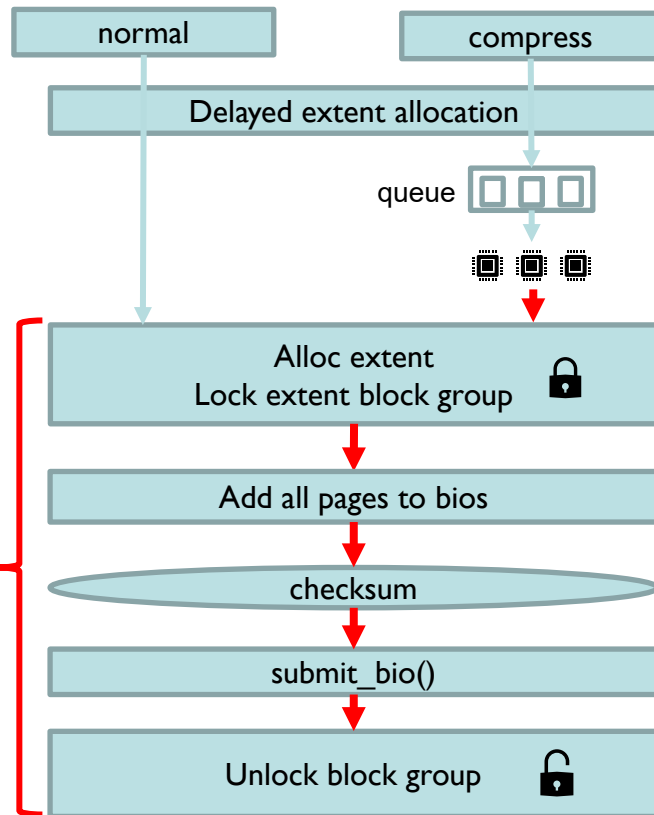 normal
compress
Delayed extent allocation
queue
Alloc extent
Lock extent block group
Add all pages to bios
checksum
submit_bio()
Unlock block group